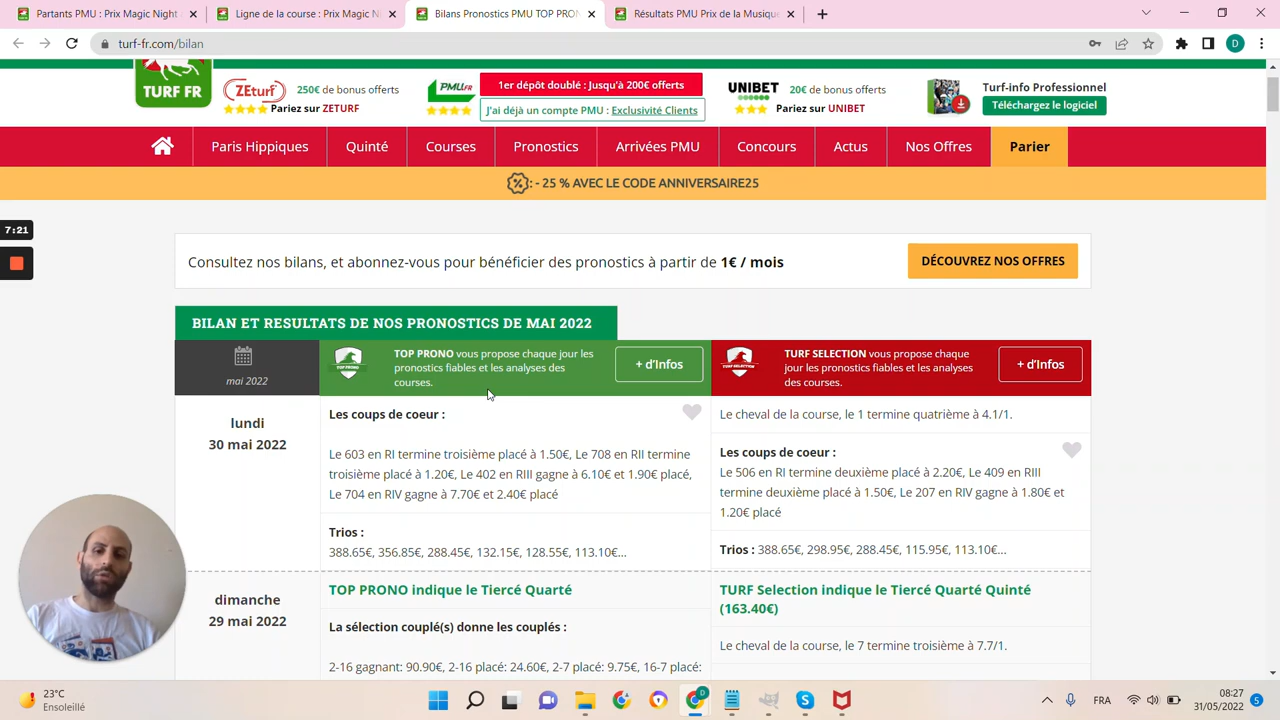 Partants PMU : Prix Magic Night
Ligne de la course : Prix Magic N
Bilans Pronostics PMU TOP PRON
Résultats PMU Prix de la Musique
turf-fr.com/bilan
D
TURF FR
ZEturf
250€ de bonus offerts
Pariez sur ZETURF
PMU.FR
1er dépôt doublé : Jusqu'à 200€ offerts
J'ai déjà un compte PMU : Exclusivité Clients
UNIBET
20€ de bonus offerts
Pariez sur UNIBET
Turf-info Professionnel
Téléchargez le logiciel
Paris Hippiques
Quinté
Courses
Pronostics
Arrivées PMU
Concours
Actus
Nos Offres
Parier
: - 25 % AVEC LE CODE ANNIVERSAIRE25
7:21
Consultez nos bilans, et abonnez-vous pour bénéficier des pronostics à partir de 1€ / mois
DÉCOUVREZ NOS OFFRES
BILAN ET RESULTATS DE NOS PRONOSTICS DE MAI 2022
mai 2022
TOP PRONO
TOP PRONO vous propose chaque jour les
pronostics fiables et les analyses des
courses.
+ d'Infos
TURF SELECTION
TURF SELECTION vous propose chaque
jour les pronostics fiables et les analyses
des courses.
+ d'Infos
lundi
30 mai 2022
Les coups de coeur :
Le 603 en RI termine troisième placé à 1.50€, Le 708 en RII termine
troisième placé à 1.20€, Le 402 en RIII gagne à 6.10€ et 1.90€ placé,
Le 704 en RIV gagne à 7.70€ et 2.40€ placé
Trios :
388.65€, 356.85€, 288.45€, 132.15€, 128.55€, 113.10€...
Le cheval de la course, le 1 termine quatrième à 4.1/1.
Les coups de coeur :
Le 506 en RI termine deuxième placé à 2.20€, Le 409 en RIII
termine deuxième placé à 1.50€, Le 207 en RIV gagne à 1.80€ et
1.20€ placé
Trios : 388.65€, 298.95€, 288.45€, 115.95€, 113.10€...
dimanche
29 mai 2022
TOP PRONO indique le Tiercé Quarté
La sélection couplé(s) donne les couplés :
2-16 gagnant: 90.90€, 2-16 placé: 24.60€, 2-7 placé: 9.75€, 16-7 placé:
TURF Selection indique le Tiercé Quarté Quinté
(163.40€)
Le cheval de la course, le 7 termine troisième à 7.7/1.
23°C
Ensoleillé
D
FRA
08:27
31/05/2022
5